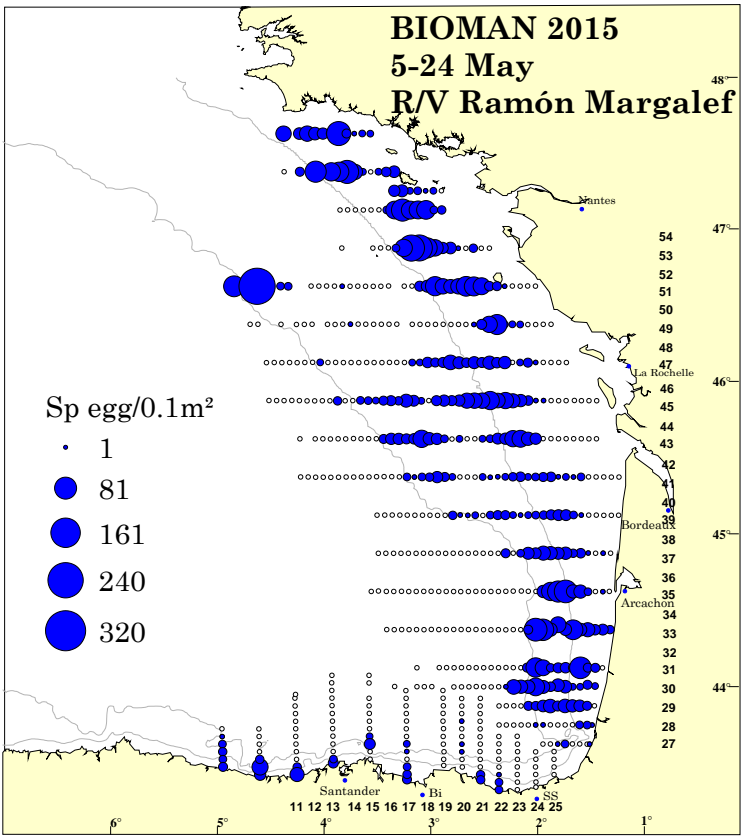 BIOMAN 2015
5-24 May
R/V Ramón Margalef
48°
Nantes
47°
54
53
52
51
50
49
48
47
La Rochelle
46°
46
45
44
43
42
41
40
39
Bordeaux
45°
38
37
36
35
Arcachon
34
33
32
31
44°
30
29
28
27
Sp egg/0.1m²
1
81
161
240
320
Santander
Bi
SS
11 12 13 14 15 16 17 18 19 20 21 22 23 24 25
6° 5° 4° 3° 2° 1°